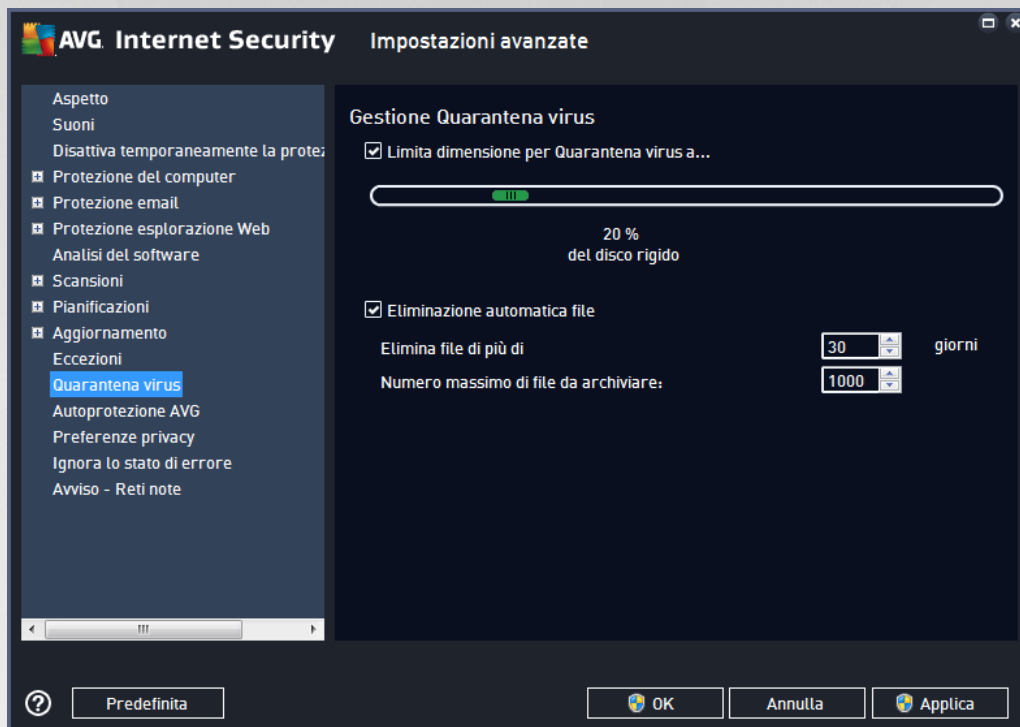 AVG. Internet Security Impostazioni avanzate
Aspetto
Suoni
Disattiva temporaneamente la protez
Protezione del computer
Protezione email
Protezione esplorazione Web
Analisi del software
Scansioni
Pianificazioni
Aggiornamento
Eccezioni
Quarantena virus
Autoprotezione AVG
Preferenze privacy
Ignora lo stato di errore
Avviso - Reti note
Gestione Quarantena virus
Limita dimensione per Quarantena virus a...
20 %
del disco rigido
Eliminazione automatica file
Elimina file di più di 30 giorni
Numero massimo di file da archiviare: 1000
? Predefinita OK Annulla Applica